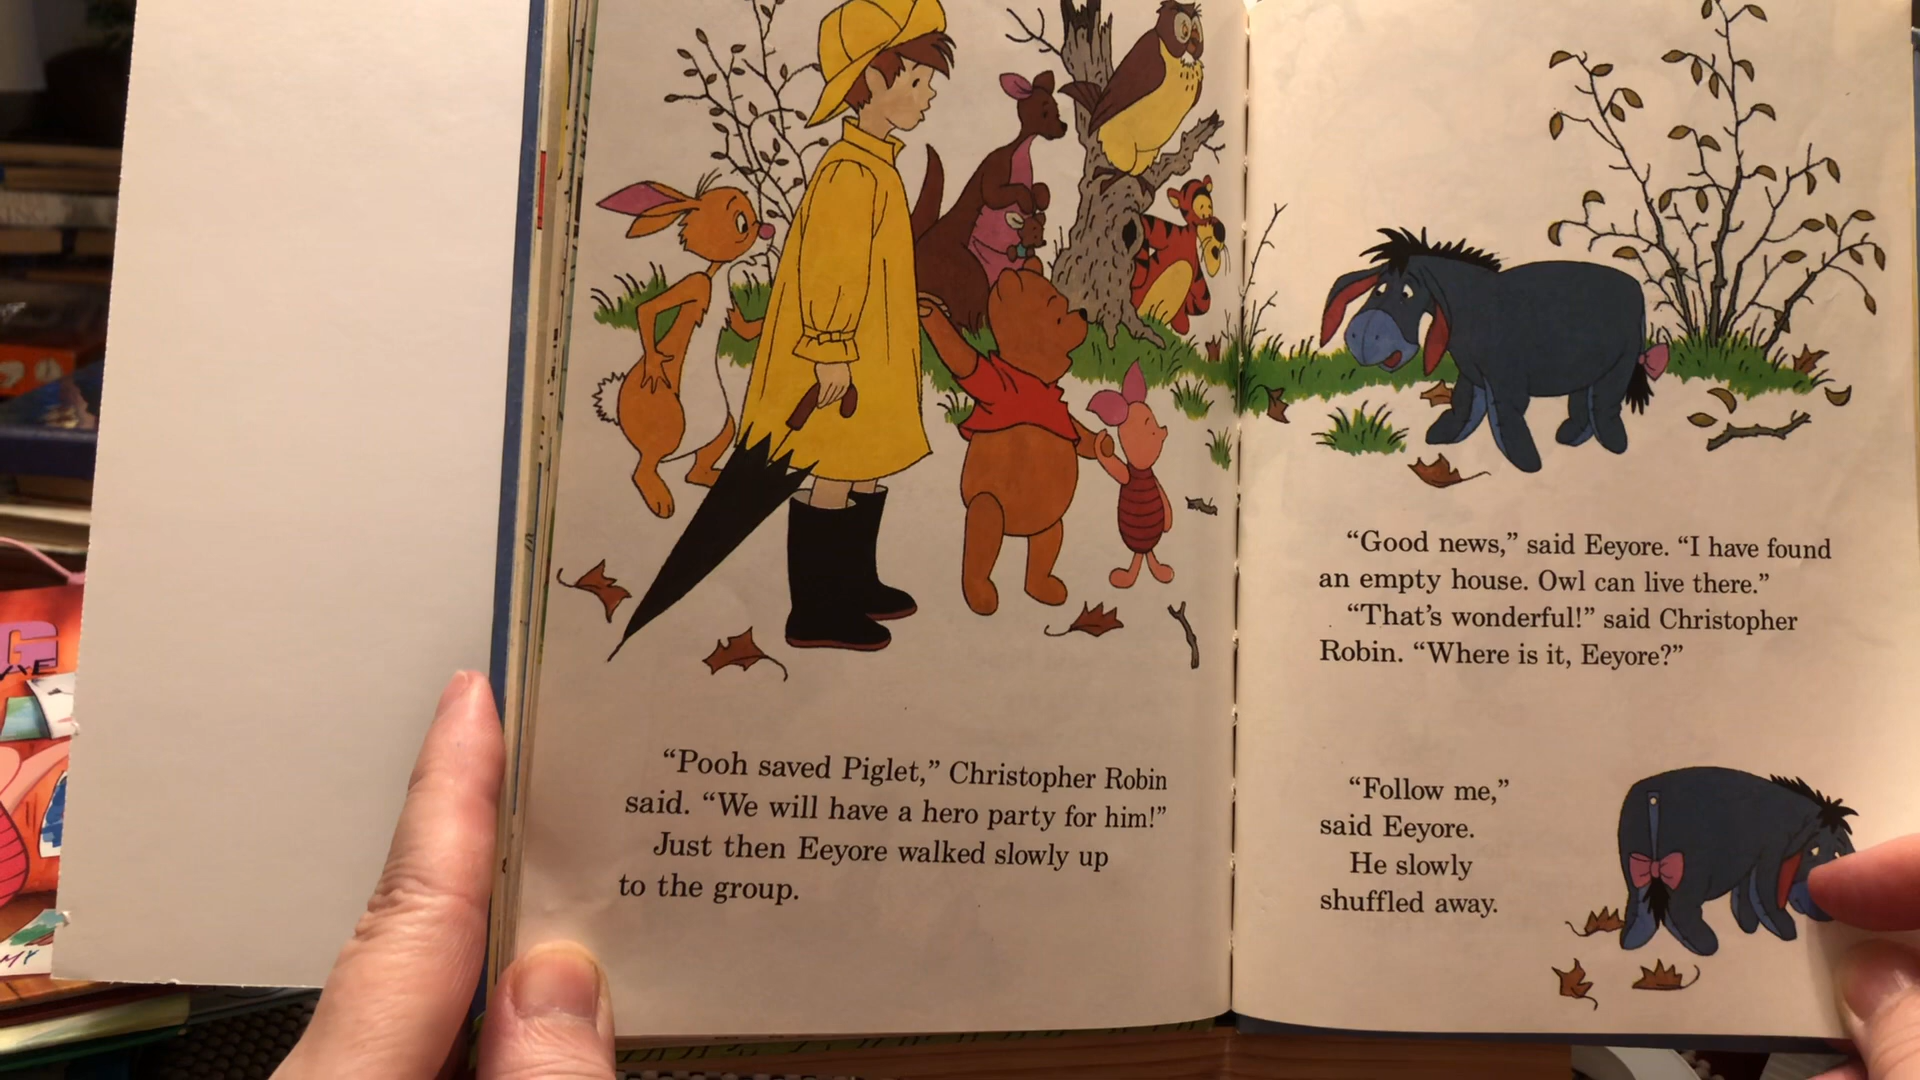 “Pooh saved Piglet,” Christopher Robin
said. “We will have a hero party for him!”
Just then Eeyore walked slowly up
to the group.
“Good news,” said Eeyore. “I have found
an empty house. Owl can live there.”
“That’s wonderful!” said Christopher
Robin. “Where is it, Eeyore?”
“Follow me,”
said Eeyore.
He slowly
shuffled away.